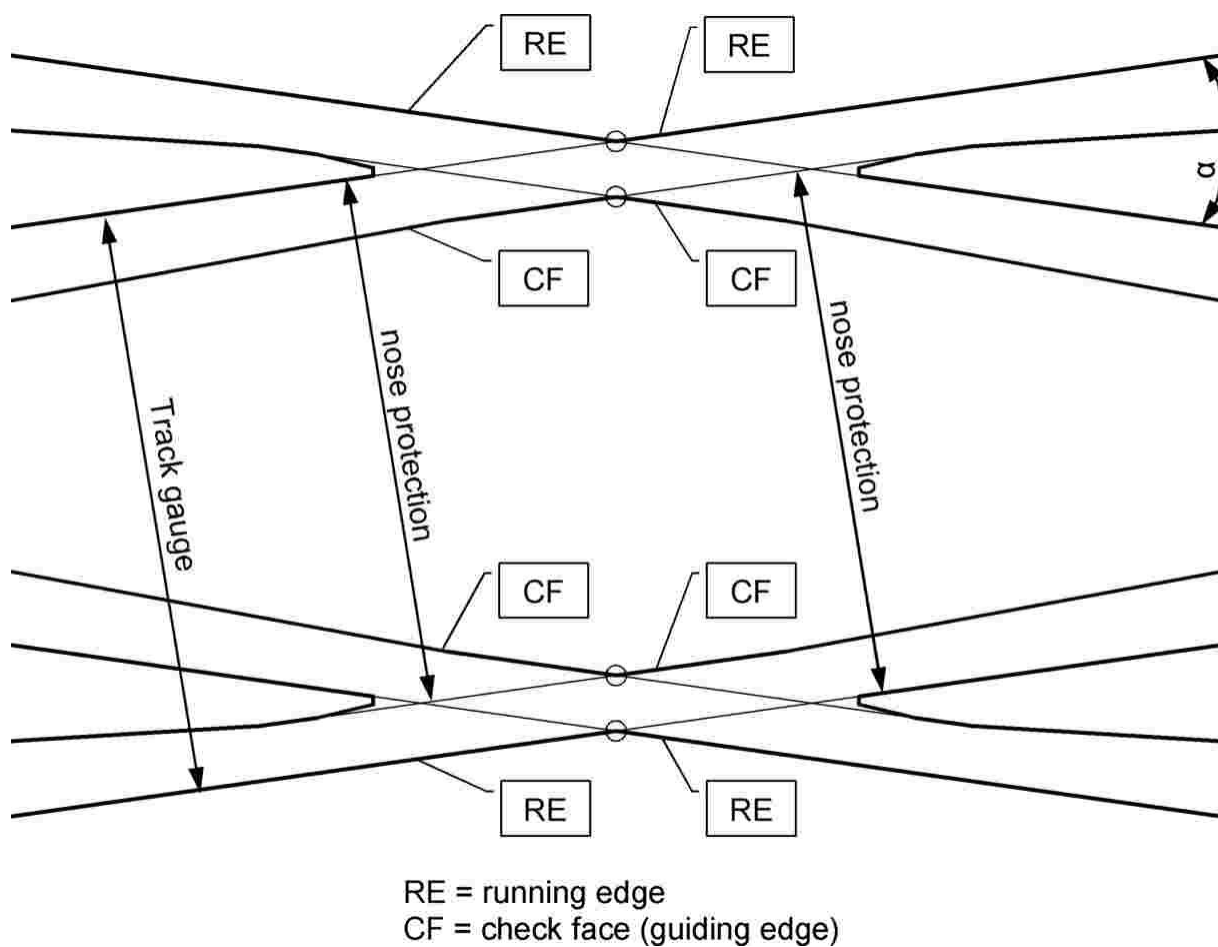 RE
RE
α
CF
CF
nose protection
nose protection
Track gauge
CF
CF
RE
RE
RE = running edge
CF = check face (guiding edge)